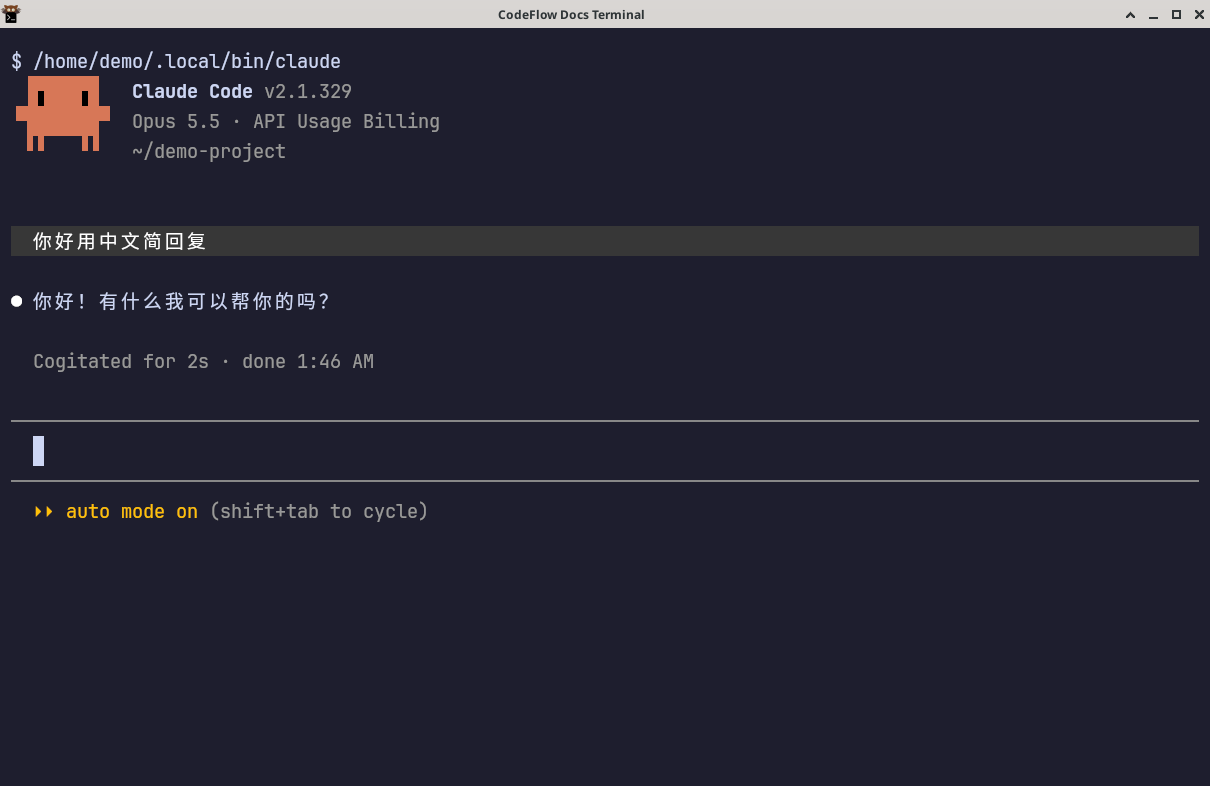 CodeFlow Docs Terminal
$ /home/demo/.local/bin/claude
Claude Code v2.1.329
Opus 5.5 · API Usage Billing
~/demo-project
你好用中文简回复
● 你好！有什么我可以帮你的吗？
Cogitated for 2s · done 1:46 AM
⏵⏵ auto mode on (shift+tab to cycle)